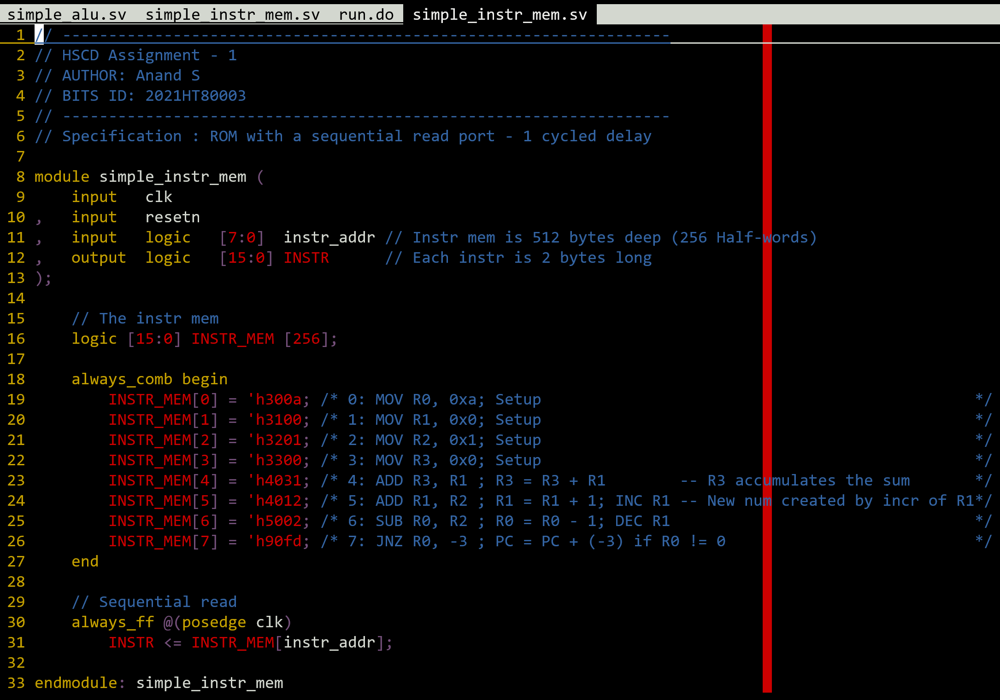 simple_alu.sv  simple_instr_mem.sv  run.do  simple_instr_mem.sv
1 // ------------------------------------------------------------------
2 // HSCD Assignment - 1
3 // AUTHOR: Anand S
4 // BITS ID: 2021HT80003
5 // ------------------------------------------------------------------
6 // Specification : ROM with a sequential read port - 1 cycled delay
7
8 module simple_instr_mem (
9     input   clk
10 ,   input   resetn
11 ,   input   logic   [7:0]  instr_addr // Instr mem is 512 bytes deep (256 Half-words)
12 ,   output  logic   [15:0] INSTR      // Each instr is 2 bytes long
13 );
14
15     // The instr mem
16     logic [15:0] INSTR_MEM [256];
17
18     always_comb begin
19         INSTR_MEM[0] = 'h300a; /* 0: MOV R0, 0xa; Setup                                               */
20         INSTR_MEM[1] = 'h3100; /* 1: MOV R1, 0x0; Setup                                               */
21         INSTR_MEM[2] = 'h3201; /* 2: MOV R2, 0x1; Setup                                               */
22         INSTR_MEM[3] = 'h3300; /* 3: MOV R3, 0x0; Setup                                               */
23         INSTR_MEM[4] = 'h4031; /* 4: ADD R3, R1 ; R3 = R3 + R1        -- R3 accumulates the sum       */
24         INSTR_MEM[5] = 'h4012; /* 5: ADD R1, R2 ; R1 = R1 + 1; INC R1 -- New num created by incr of R1*/
25         INSTR_MEM[6] = 'h5002; /* 6: SUB R0, R2 ; R0 = R0 - 1; DEC R1                                 */
26         INSTR_MEM[7] = 'h90fd; /* 7: JNZ R0, -3 ; PC = PC + (-3) if R0 != 0                           */
27     end
28
29     // Sequential read
30     always_ff @(posedge clk)
31         INSTR <= INSTR_MEM[instr_addr];
32
33 endmodule: simple_instr_mem